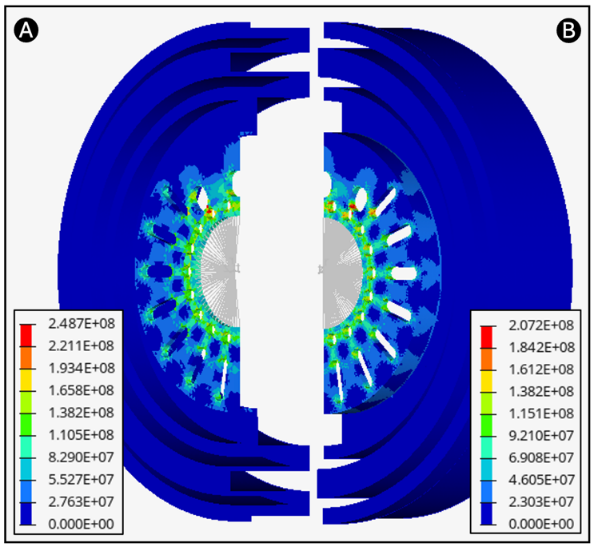 A
B
2.487E+08
2.211E+08
1.934E+08
1.658E+08
1.382E+08
1.105E+08
8.290E+07
5.527E+07
2.763E+07
0.000E+00
2.072E+08
1.842E+08
1.612E+08
1.382E+08
1.151E+08
9.210E+07
6.908E+07
4.605E+07
2.303E+07
0.000E+00